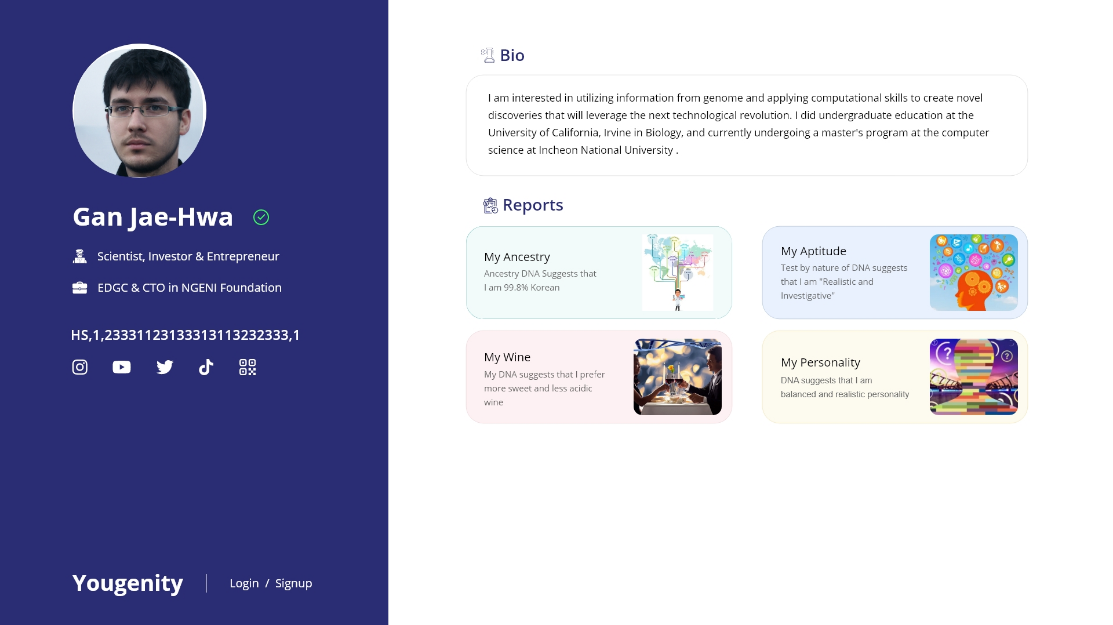 Gan Jae-Hwa
Scientist, Investor & Entrepreneur
EDGC & CTO in NGENI Foundation
HS,1,23331123133313113232333,1
Yougenity
Login / Signup
Bio
I am interested in utilizing information from genome and applying computational skills to create novel
discoveries that will leverage the next technological revolution. I did undergraduate education at the
University of California, Irvine in Biology, and currently undergoing a master's program at the computer
science at Incheon National University .
Reports
My Ancestry
Ancestry DNA Suggests that
I am 99.8% Korean
My Aptitude
Test by nature of DNA suggests
that I am "Realistic and
Investigative"
My Wine
My DNA suggests that I prefer
more sweet and less acidic
wine
My Personality
DNA suggests that I am
balanced and realistic personality